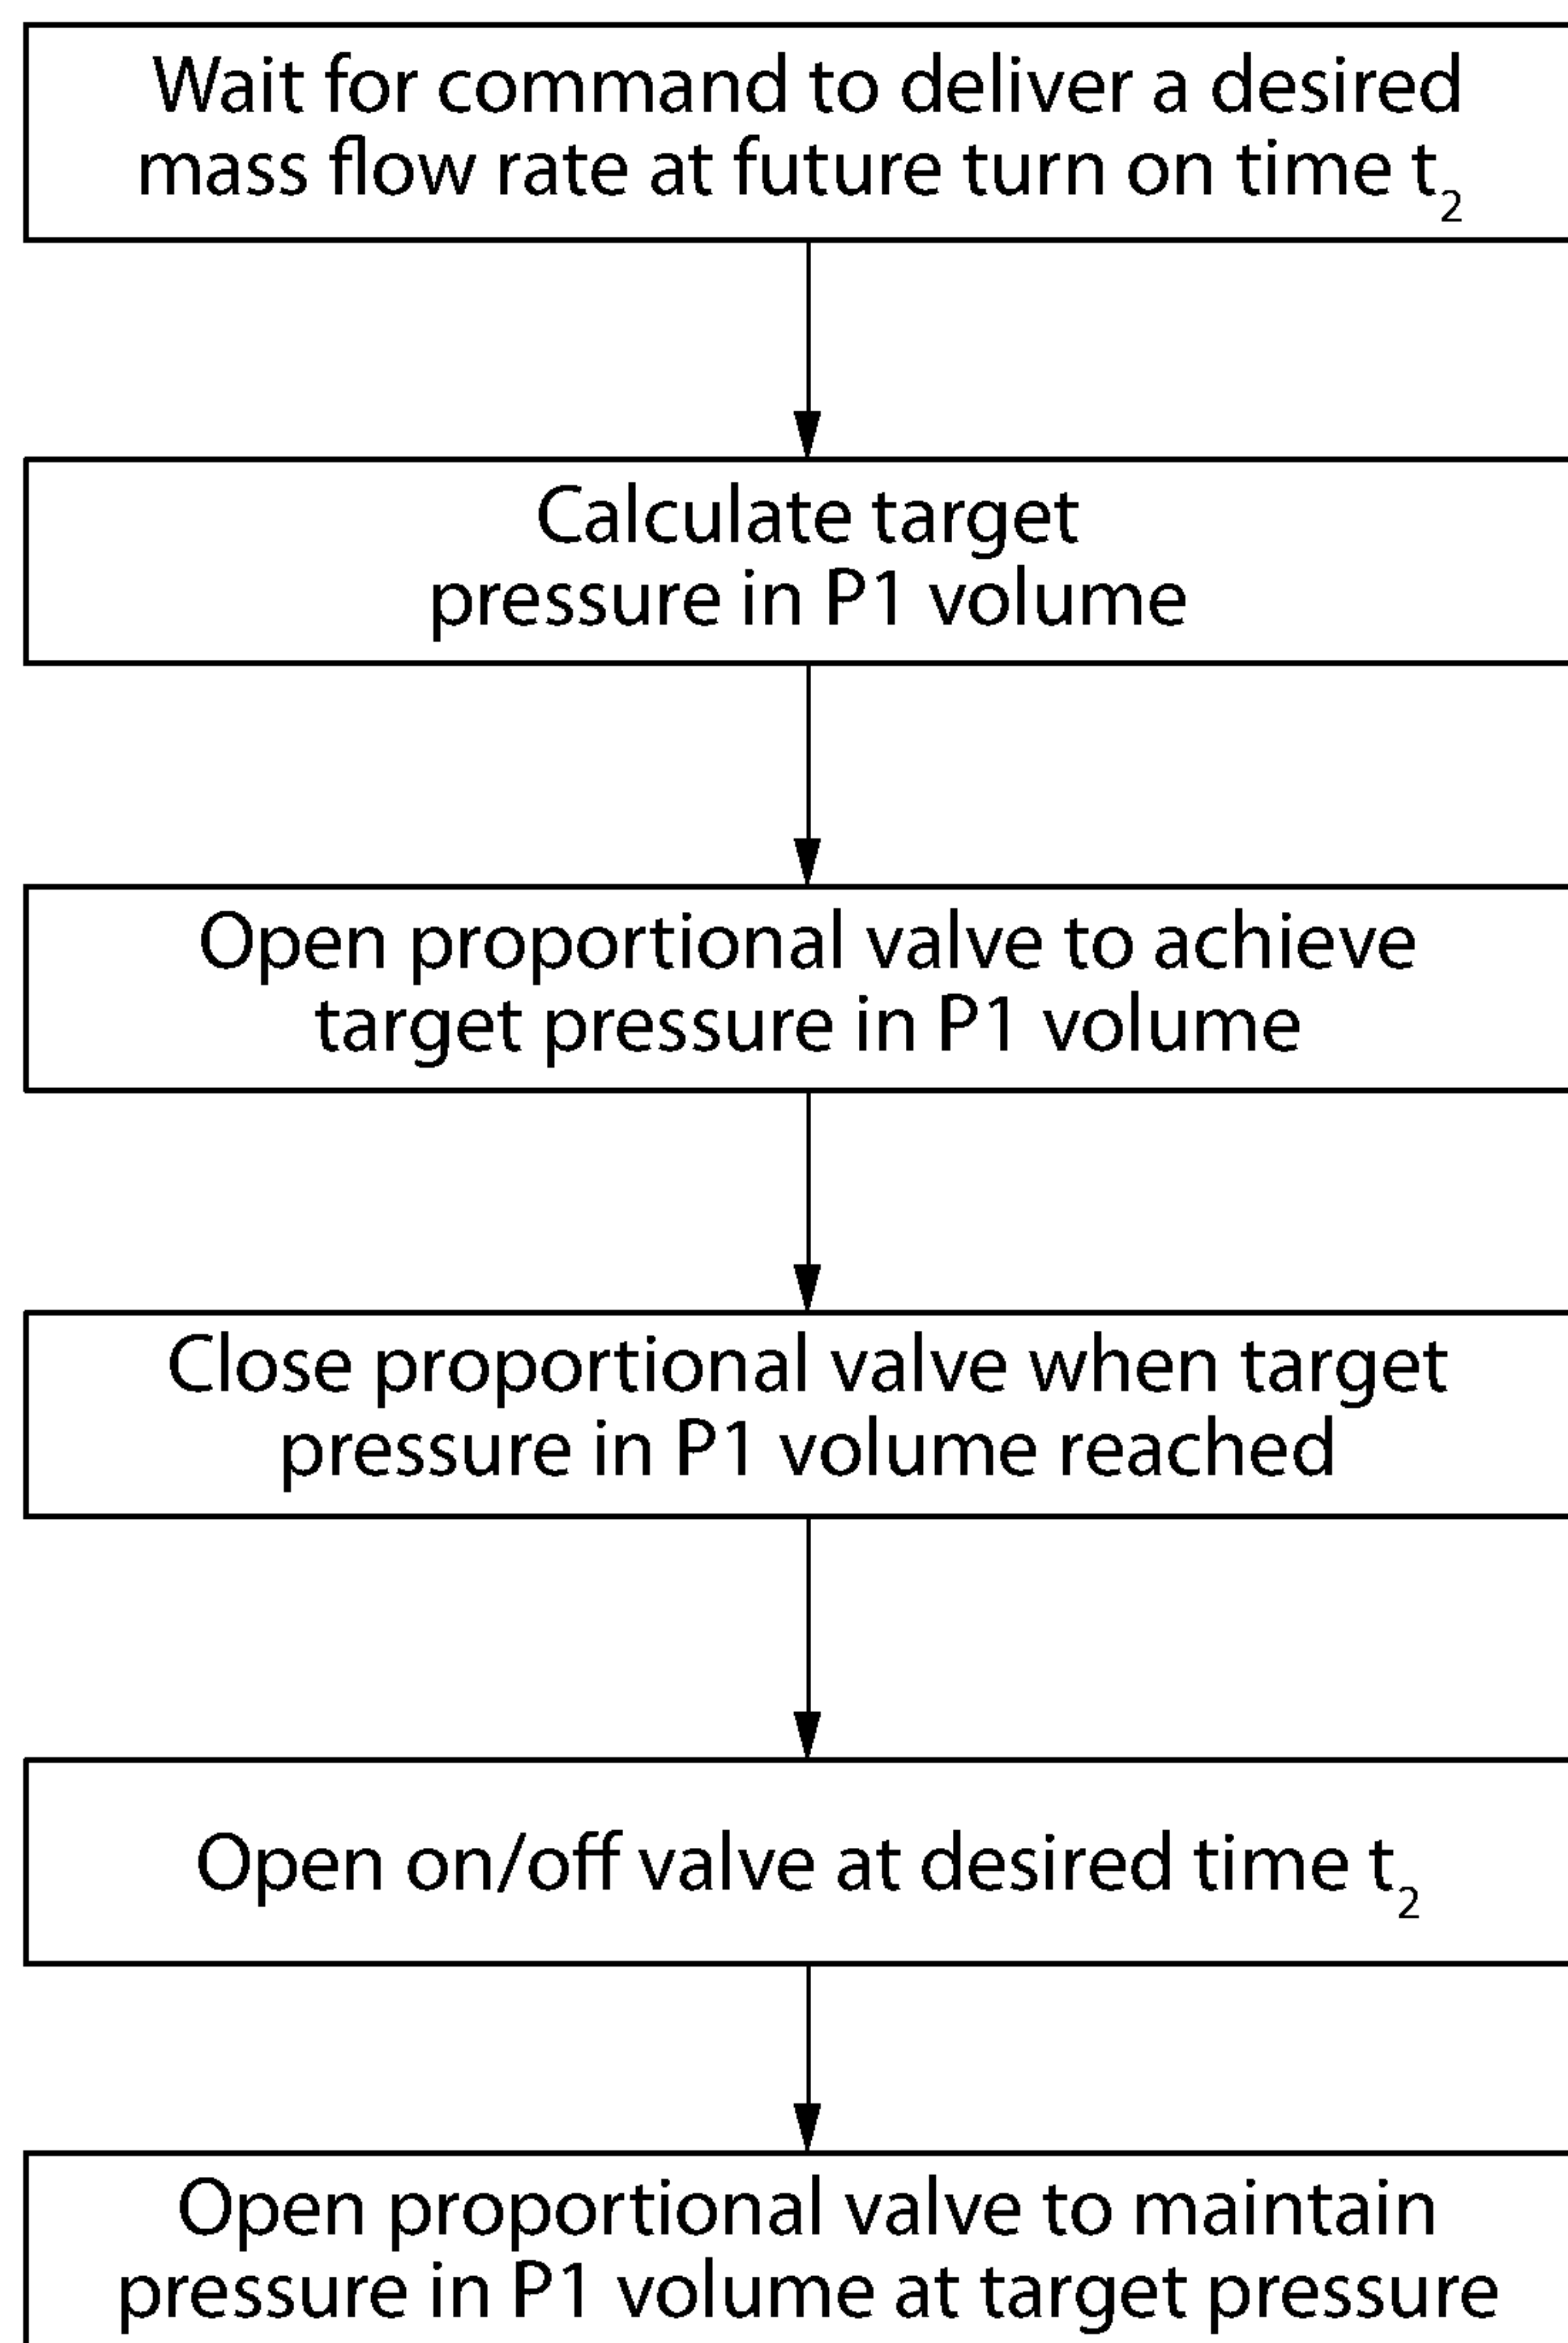 Wait for command to deliver a desired
mass flow rate at future turn on time t₂
Calculate target
pressure in P1 volume
Open proportional valve to achieve
target pressure in P1 volume
Close proportional valve when target
pressure in P1 volume reached
Open on/off valve at desired time t₂
Open proportional valve to maintain
pressure in P1 volume at target pressure